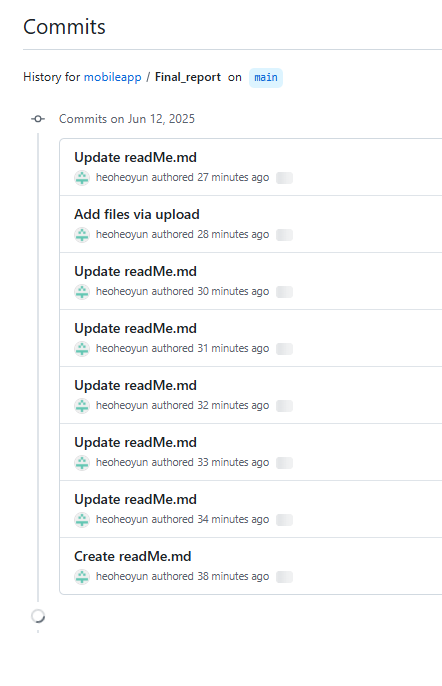 Commits
History for mobileapp / Final_report on main
Commits on Jun 12, 2025
Update readMe.md
heoheoyun authored 27 minutes ago
Add files via upload
heoheoyun authored 28 minutes ago
Update readMe.md
heoheoyun authored 30 minutes ago
Update readMe.md
heoheoyun authored 31 minutes ago
Update readMe.md
heoheoyun authored 32 minutes ago
Update readMe.md
heoheoyun authored 33 minutes ago
Update readMe.md
heoheoyun authored 34 minutes ago
Create readMe.md
heoheoyun authored 38 minutes ago